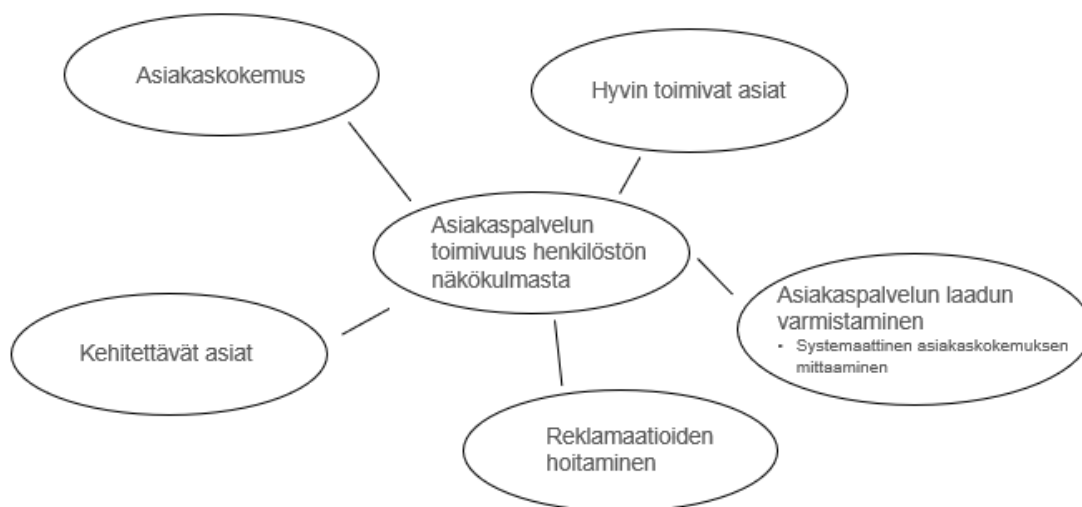 Asiakaskokemus
Hyvin toimivat asiat
Asiakaspalvelun
toimivuus henkilöstön
näkökulmasta
Asiakaspalvelun laadun
varmistaminen
• Systemaattinen asiakaskokemuksen
mittaaminen
Kehitettävät asiat
Reklamaatioiden
hoitaminen